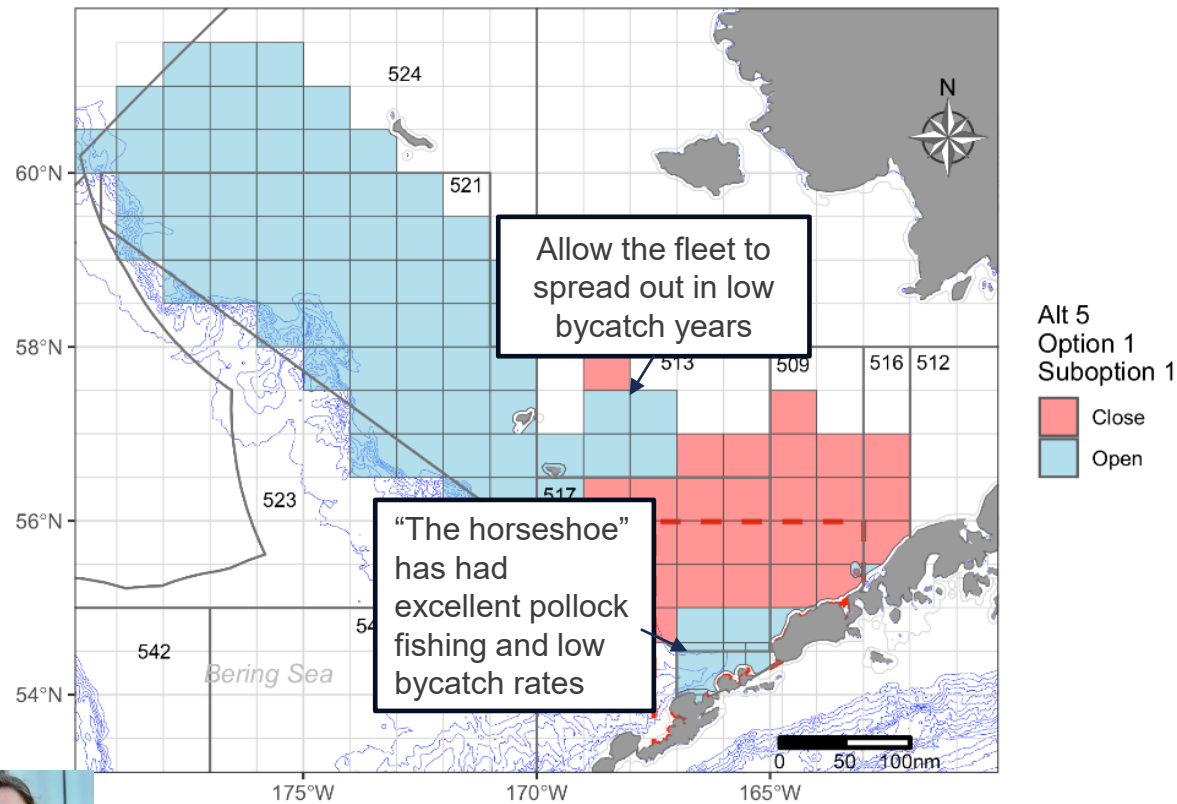 524
N
60°N
521
Allow the fleet to
spread out in low
bycatch years
58°N
513
509
516
512
Alt 5
Option 1
Suboption 1
Close
Open
523
517
56°N
“The horseshoe”
has had
excellent pollock
fishing and low
bycatch rates
542
Bering Sea
54°N
0 50 100nm
175°W
170°W
165°W